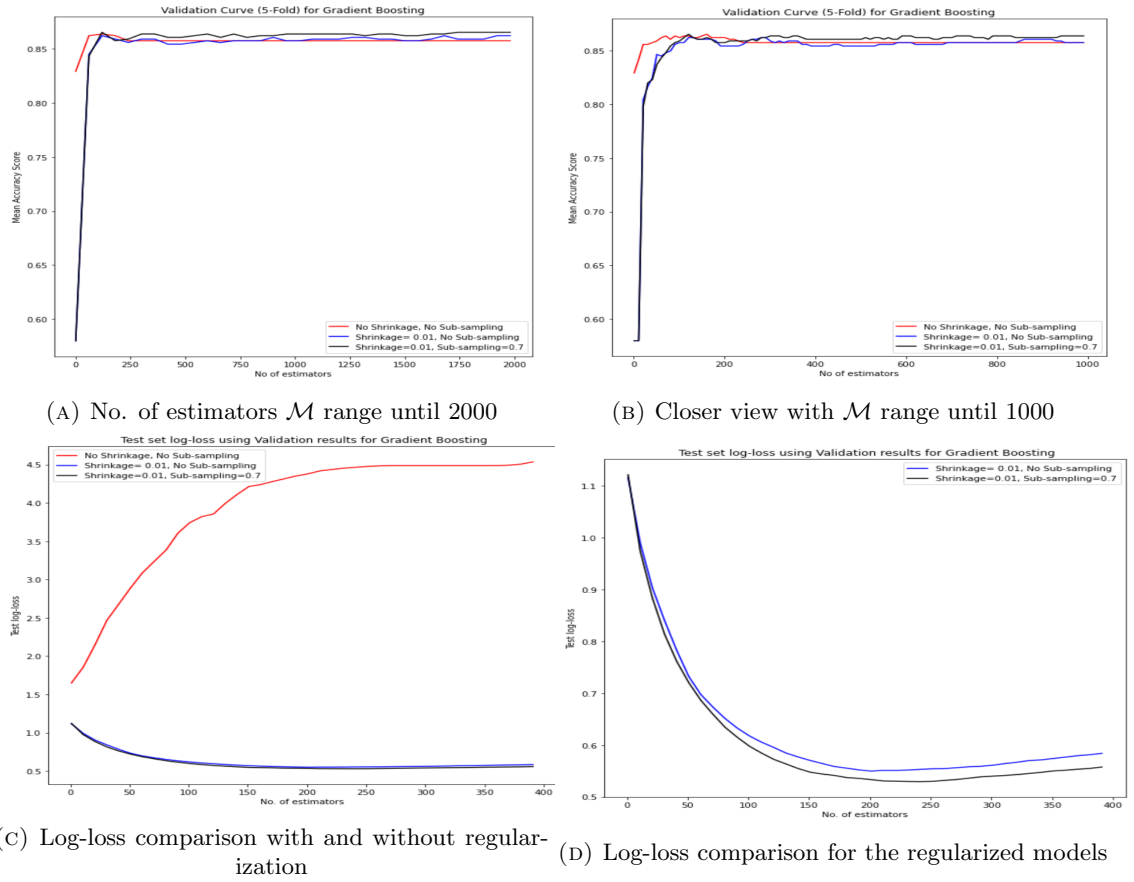 Validation Curve (5-Fold) for Gradient Boosting
Mean Accuracy Score
0.85
0.80
0.75
0.70
0.65
0.60
No Shrinkage, No Sub-sampling
Shrinkage= 0.01, No Sub-sampling
Shrinkage=0.01, Sub-sampling=0.7
0 250 500 750 1000 1250 1500 1750 2000
No of estimators
(A) No. of estimators M range until 2000
Validation Curve (5-Fold) for Gradient Boosting
Mean Accuracy Score
0.85
0.80
0.75
0.70
0.65
0.60
No Shrinkage, No Sub-sampling
Shrinkage= 0.01, No Sub-sampling
Shrinkage=0.01, Sub-sampling=0.7
0 200 400 600 800 1000
No of estimators
(B) Closer view with M range until 1000
Test set log-loss using Validation results for Gradient Boosting
No Shrinkage, No Sub-sampling
Shrinkage= 0.01, No Sub-sampling
Shrinkage=0.01, Sub-sampling=0.7
Test log-loss
4.5
4.0
3.5
3.0
2.5
2.0
1.5
1.0
0.5
0 50 100 150 200 250 300 350 400
No. of estimators
(C) Log-loss comparison with and without regular-
ization
Test set log-loss using Validation results for Gradient Boosting
Shrinkage= 0.01, No Sub-sampling
Shrinkage=0.01, Sub-sampling=0.7
Test log-loss
1.1
1.0
0.9
0.8
0.7
0.6
0.5
0 50 100 150 200 250 300 350 400
No. of estimators
(D) Log-loss comparison for the regularized models